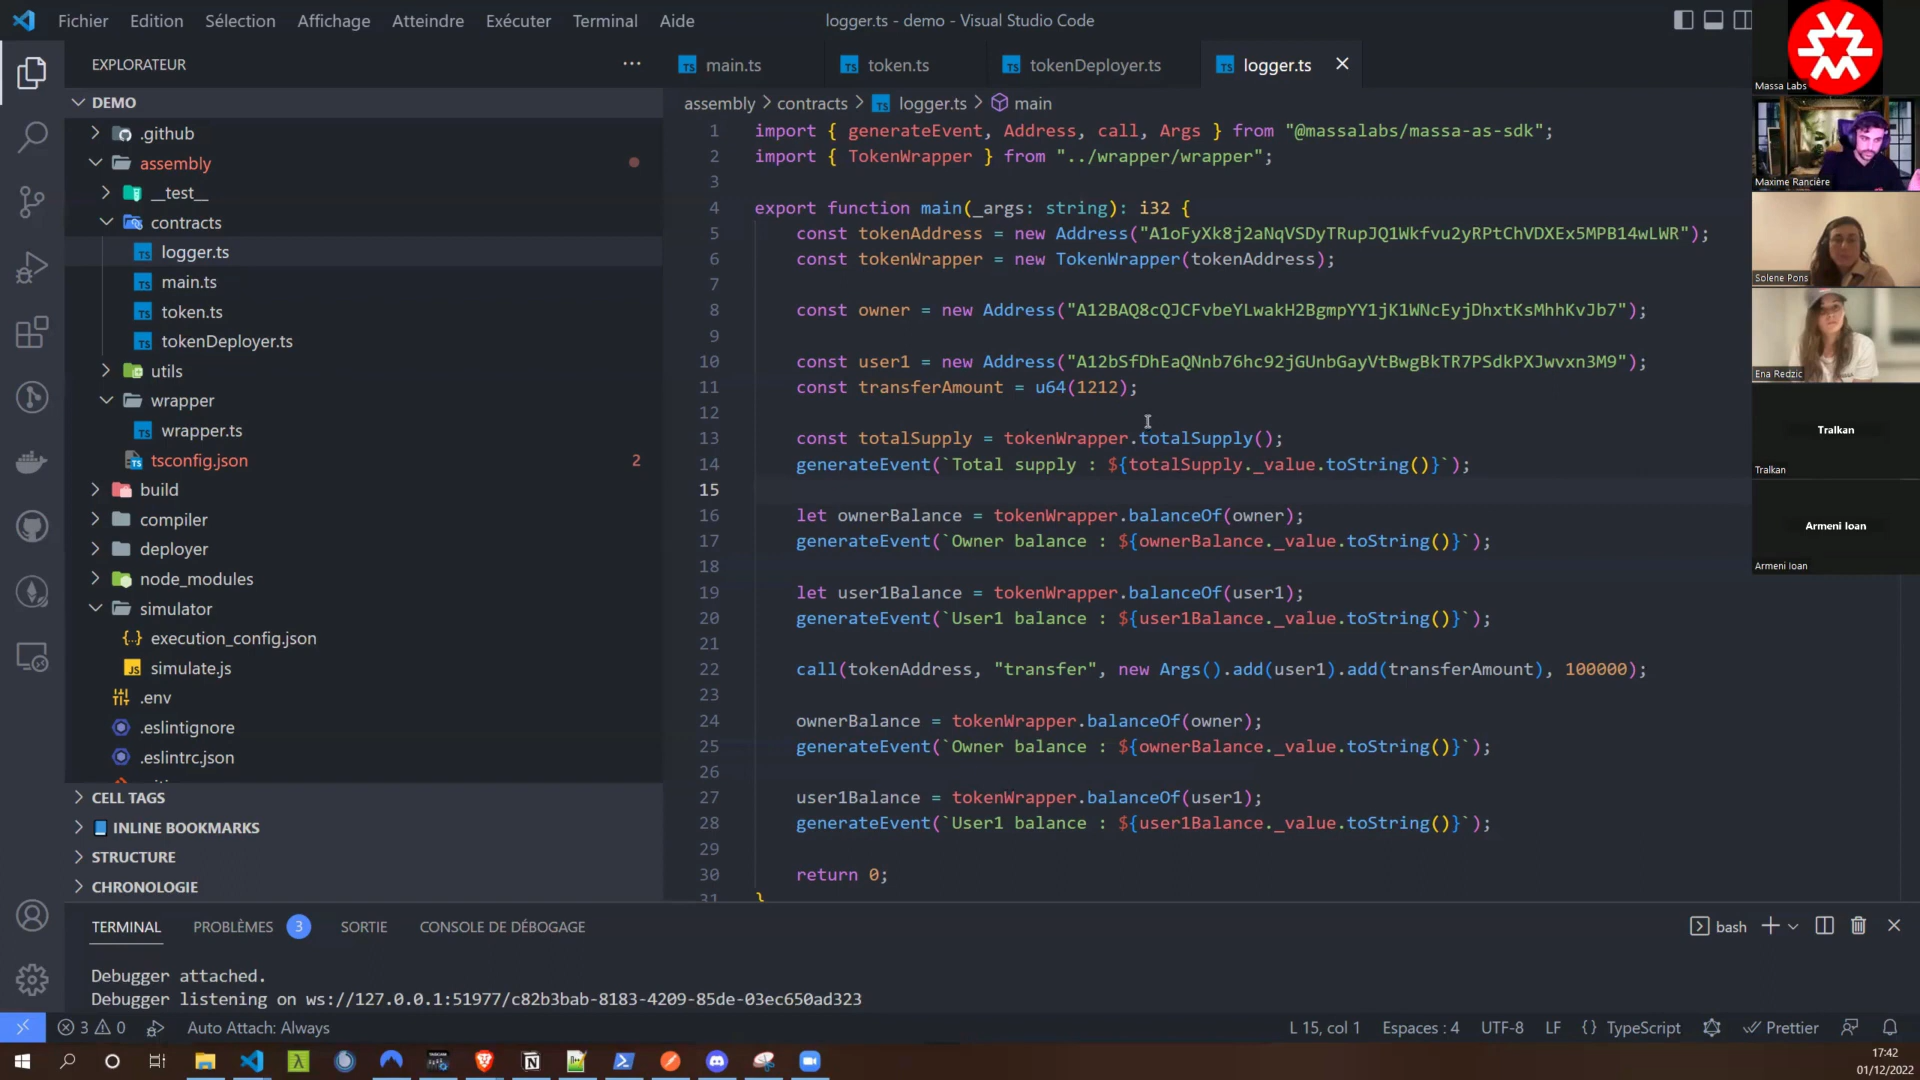 Fichier Edition Sélection Affichage Atteindre Exécuter Terminal Aide
logger.ts - demo - Visual Studio Code
EXPLORATEUR
DEMO
.github
assembly
__test__
contracts
logger.ts
main.ts
token.ts
tokenDeployer.ts
utils
wrapper
wrapper.ts
tsconfig.json 2
build
compiler
deployer
node_modules
simulator
execution_config.json
simulate.js
.env
.eslintignore
.eslintrc.json
CELL TAGS
INLINE BOOKMARKS
STRUCTURE
CHRONOLOGIE
main.ts token.ts tokenDeployer.ts logger.ts
assembly > contracts > logger.ts > main
1 import { generateEvent, Address, call, Args } from "@massalabs/massa-as-sdk";
2 import { TokenWrapper } from "../wrapper/wrapper";
3
4 export function main(_args: string): i32 {
5 const tokenAddress = new Address("A1oFyXk8j2aNqVSDyTRupJQ1Wkfvu2yRPtChVDXEx5MPB14wLWR");
6 const tokenWrapper = new TokenWrapper(tokenAddress);
7
8 const owner = new Address("A12BAQ8cQJCFvbeYLwakH2BgmpYY1jK1WNcEyjDhxtKsMhhKvJb7");
9
10 const user1 = new Address("A12bSfDhEaQNnb76hc92jGUnbGayVtBwgBkTR7PSdkPXJwvxn3M9");
11 const transferAmount = u64(1212);
12
13 const totalSupply = tokenWrapper.totalSupply();
14 generateEvent(`Total supply : ${totalSupply._value.toString()}`);
15
16 let ownerBalance = tokenWrapper.balanceOf(owner);
17 generateEvent(`Owner balance : ${ownerBalance._value.toString()}`);
18
19 let user1Balance = tokenWrapper.balanceOf(user1);
20 generateEvent(`User1 balance : ${user1Balance._value.toString()}`);
21
22 call(tokenAddress, "transfer", new Args().add(user1).add(transferAmount), 100000);
23
24 ownerBalance = tokenWrapper.balanceOf(owner);
25 generateEvent(`Owner balance : ${ownerBalance._value.toString()}`);
26
27 user1Balance = tokenWrapper.balanceOf(user1);
28 generateEvent(`User1 balance : ${user1Balance._value.toString()}`);
29
30 return 0;
31 }
Massa Labs
Maxime Rancière
Solene Pons
Ena Redzic
Tralkan
Tralkan
Armeni Ioan
Armeni Ioan
TERMINAL PROBLÈMES 3 SORTIE CONSOLE DE DÉBOGAGE
bash
Debugger attached.
Debugger listening on ws://127.0.0.1:51977/c82b3bab-8183-4209-85de-03ec650ad323
3 0 Auto Attach: Always
L 15, col 1 Espaces : 4 UTF-8 LF {} TypeScript Prettier
17:42
01/12/2022